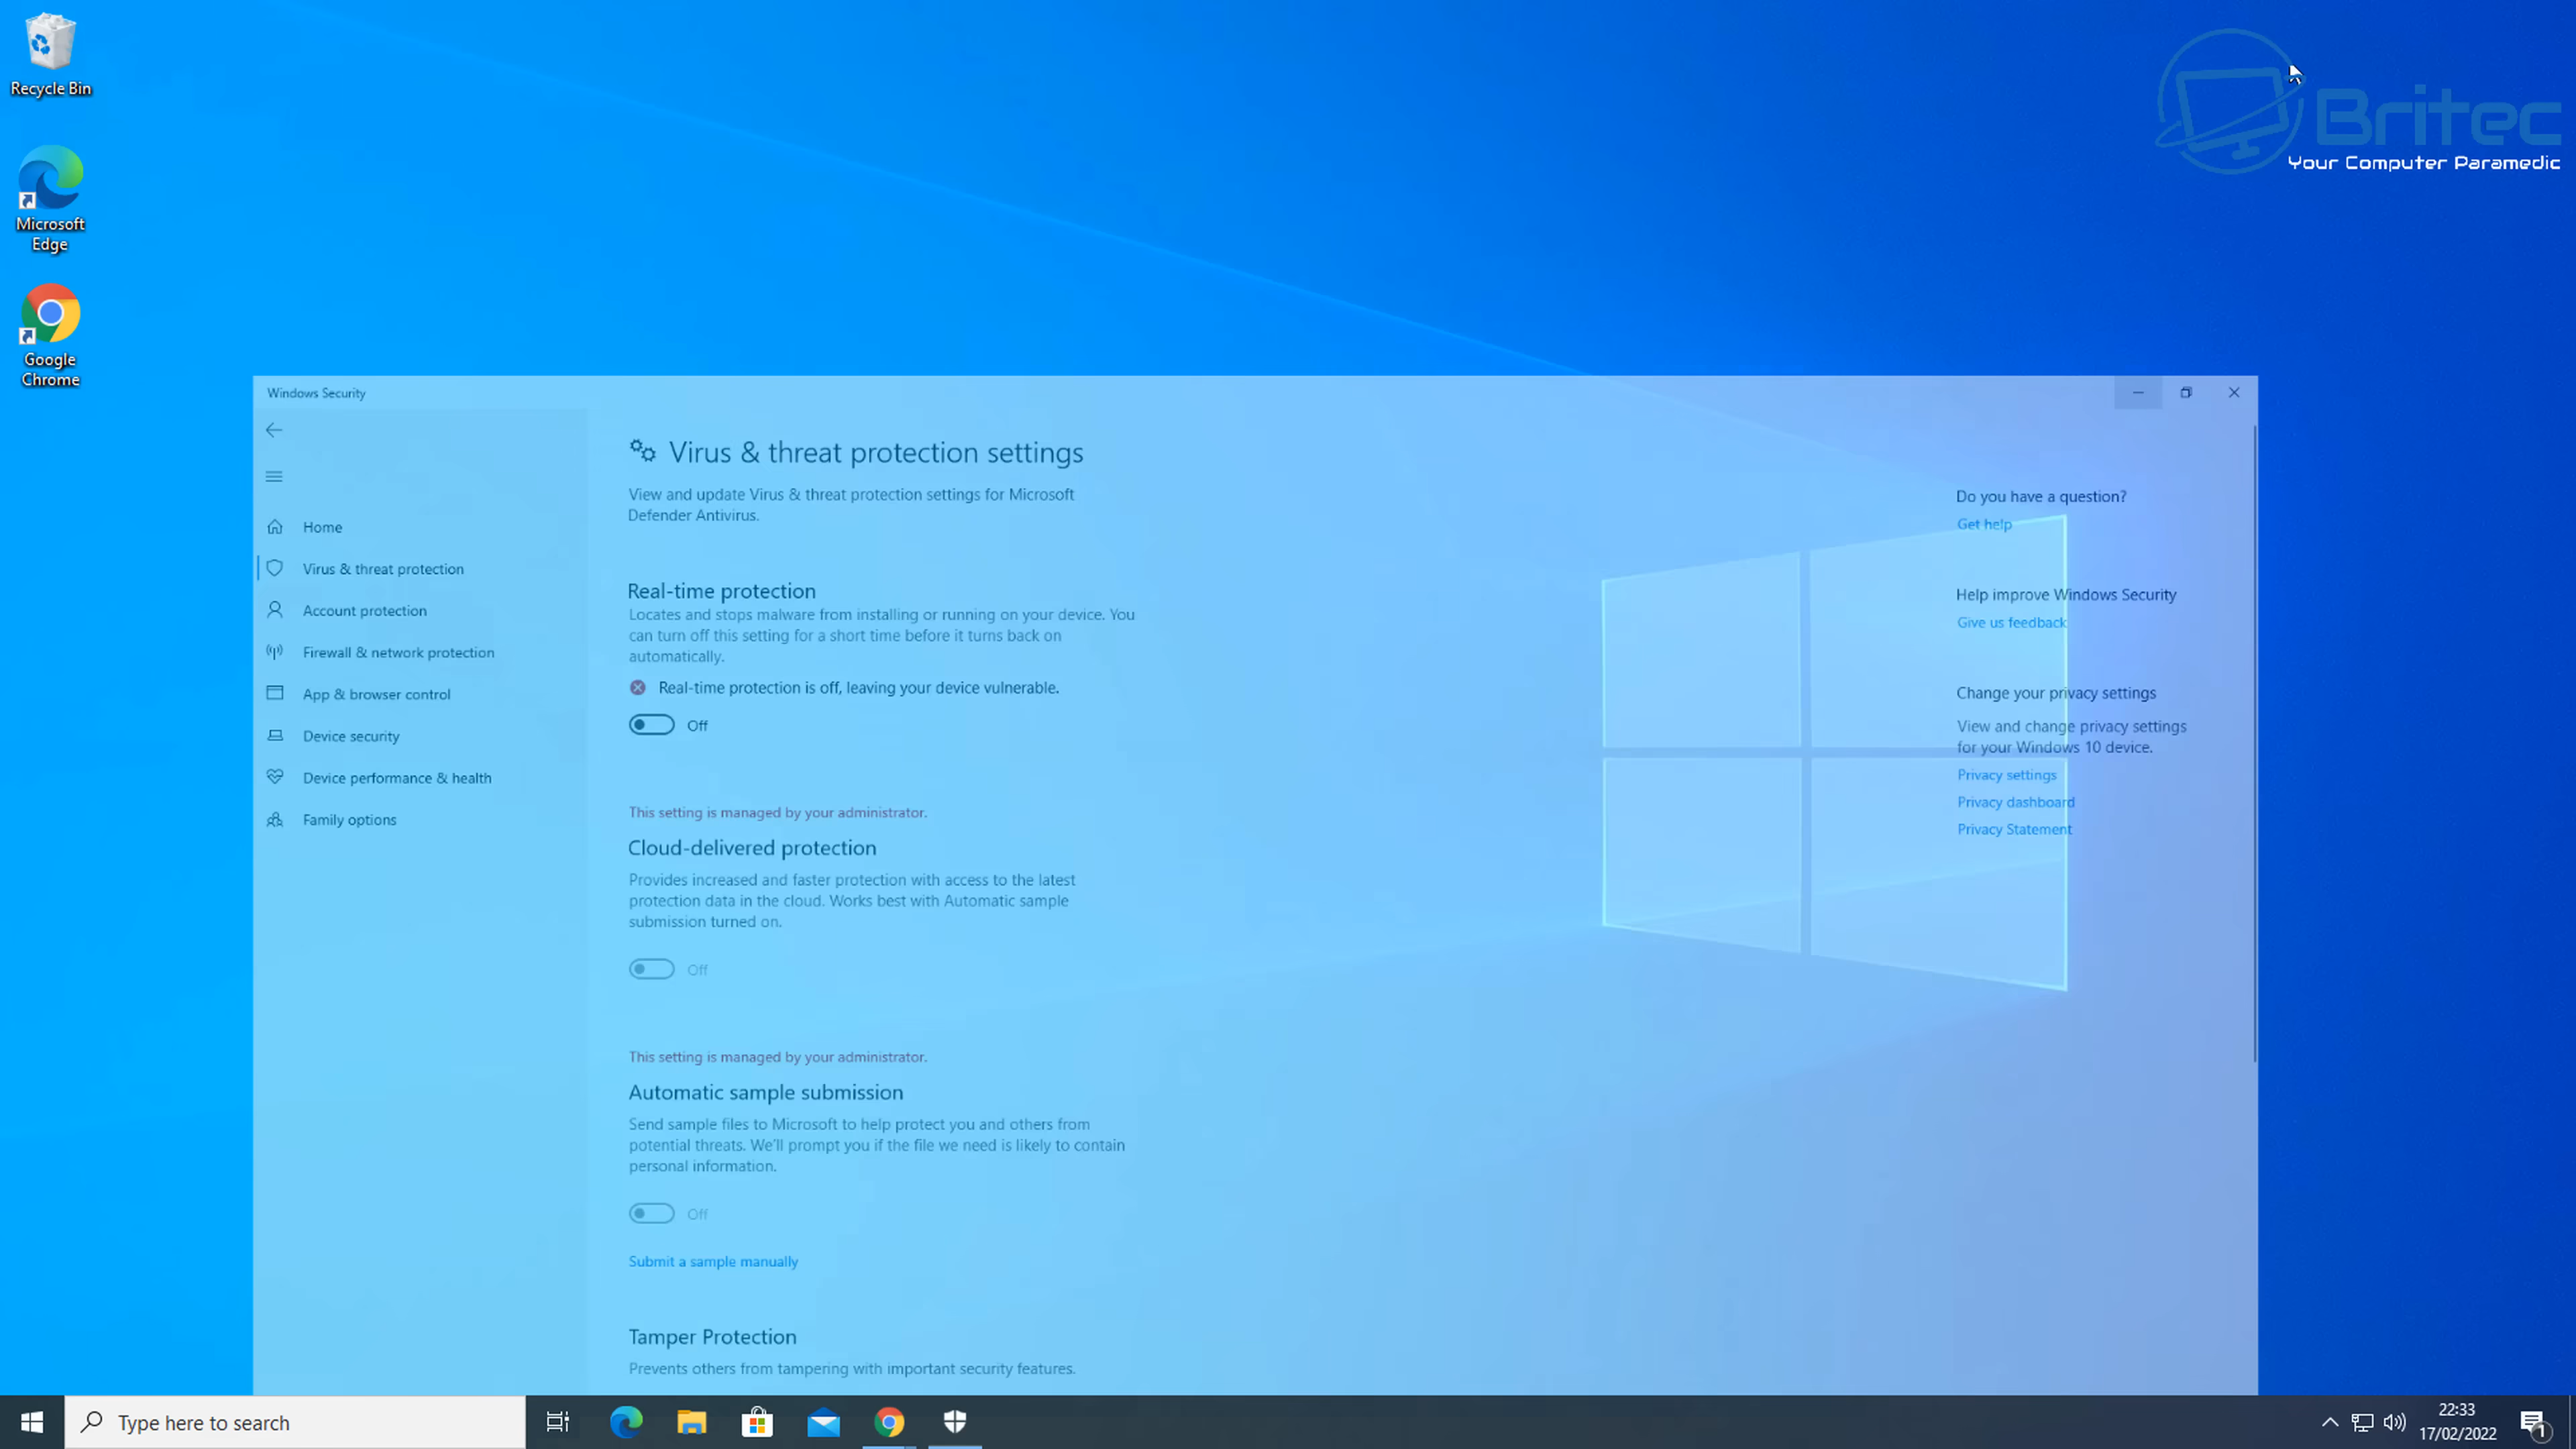 Recycle Bin
Microsoft
Edge
Google
Chrome
Britec
Your Computer Paramedic
Windows Security
Home
Virus & threat protection
Account protection
Firewall & network protection
App & browser control
Device security
Device performance & health
Family options
Virus & threat protection settings
View and update Virus & threat protection settings for Microsoft
Defender Antivirus.
Real-time protection
Locates and stops malware from installing or running on your device. You
can turn off this setting for a short time before it turns back on
automatically.
Real-time protection is off, leaving your device vulnerable.
Off
This setting is managed by your administrator.
Cloud-delivered protection
Provides increased and faster protection with access to the latest
protection data in the cloud. Works best with Automatic sample
submission turned on.
Off
This setting is managed by your administrator.
Automatic sample submission
Send sample files to Microsoft to help protect you and others from
potential threats. We'll prompt you if the file we need is likely to contain
personal information.
Off
Submit a sample manually
Tamper Protection
Prevents others from tampering with important security features.
Do you have a question?
Get help
Help improve Windows Security
Give us feedback
Change your privacy settings
View and change privacy settings
for your Windows 10 device.
Privacy settings
Privacy dashboard
Privacy Statement
Type here to search
22:33
17/02/2022
1